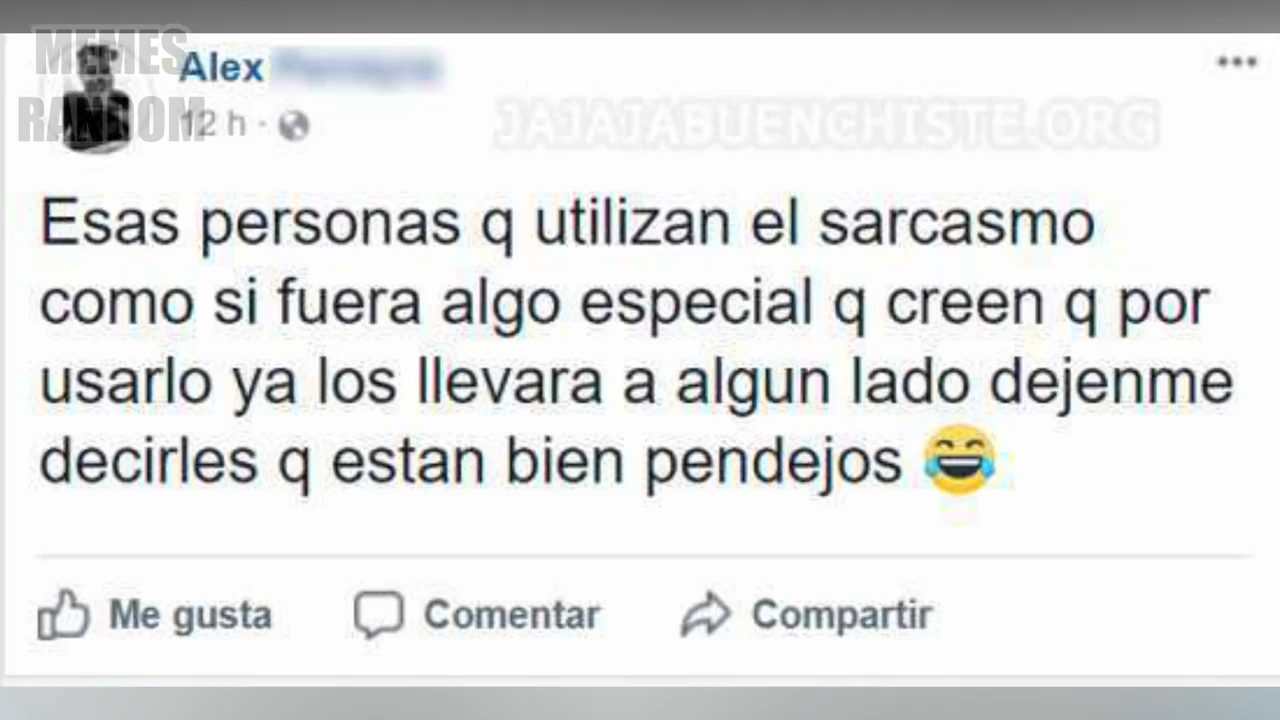 MEMES
RANDOM
Alex
12 h
JAJAJABUENCHISTE.ORG
Esas personas q utilizan el sarcasmo
como si fuera algo especial q creen q por
usarlo ya los llevara a algun lado dejenme
decirles q estan bien pendejos 😂
Me gusta Comentar Compartir